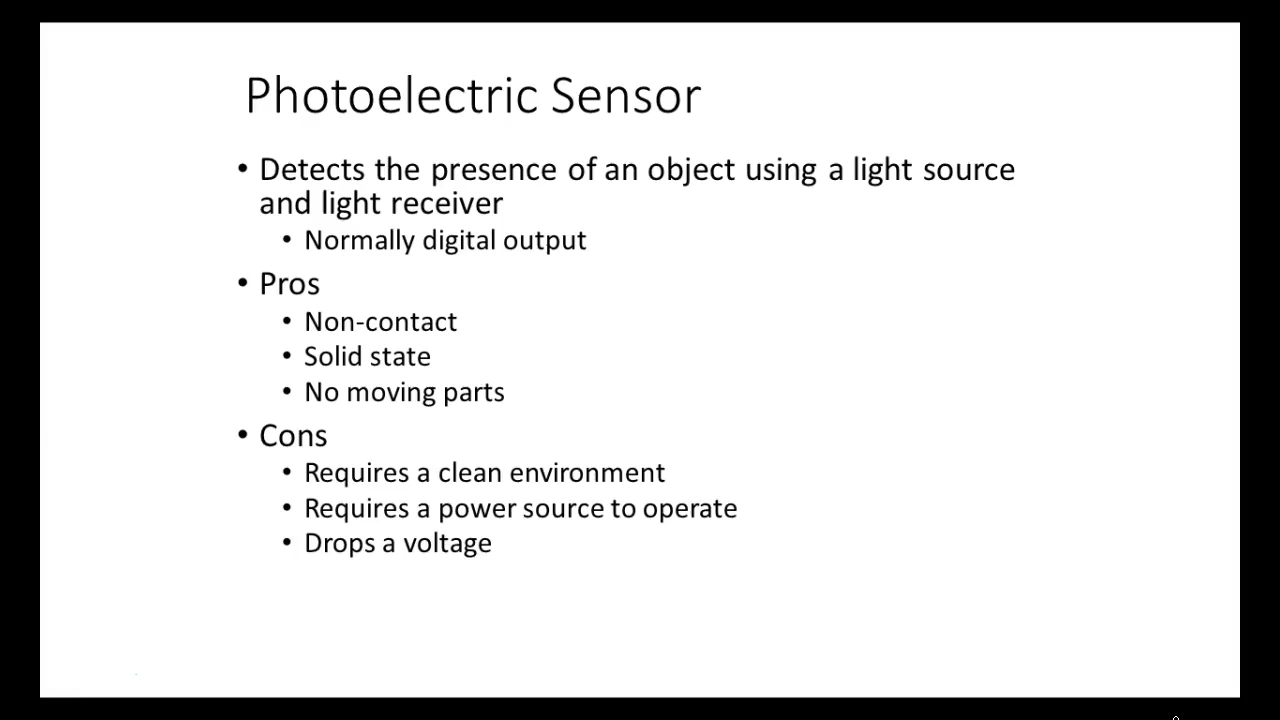 Photoelectric Sensor
• Detects the presence of an object using a light source
and light receiver
• Normally digital output
• Pros
• Non-contact
• Solid state
• No moving parts
• Cons
• Requires a clean environment
• Requires a power source to operate
• Drops a voltage